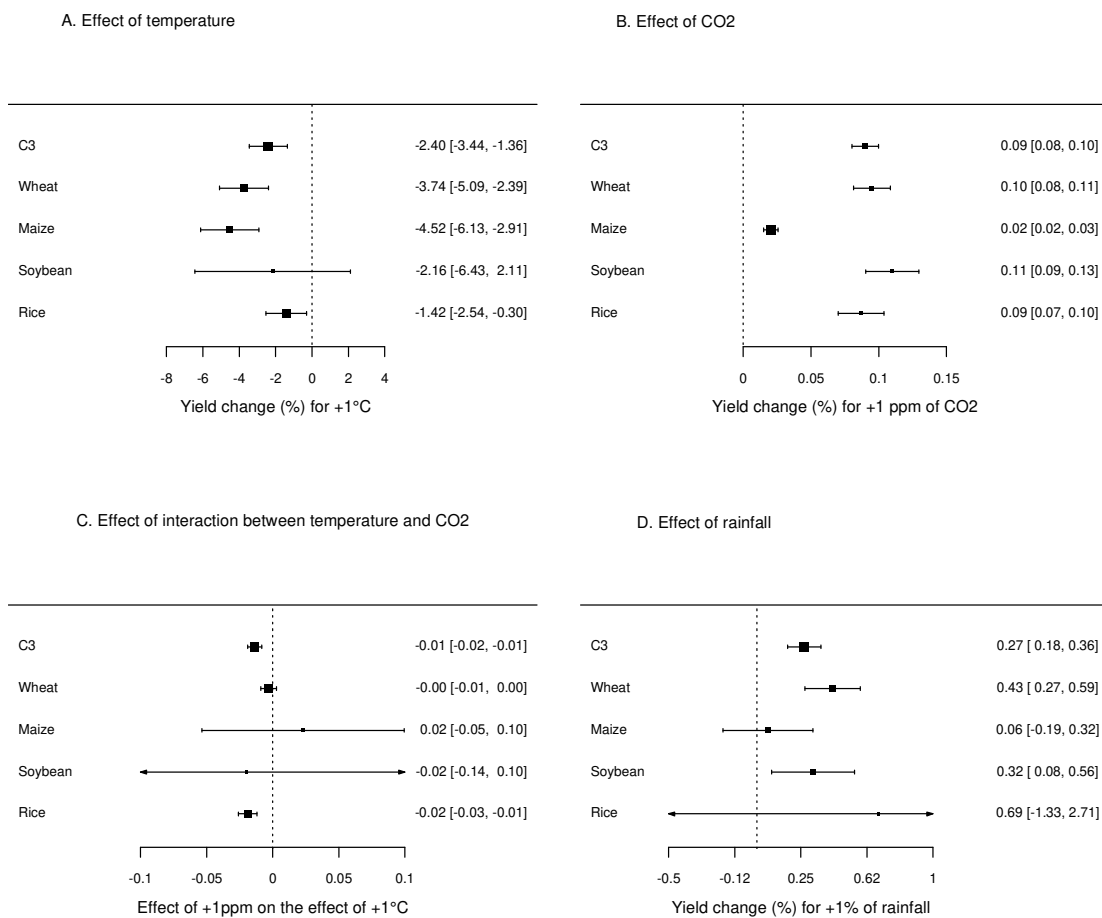 A. Effect of temperature
C3 -2.40 [-3.44, -1.36]
Wheat -3.74 [-5.09, -2.39]
Maize -4.52 [-6.13, -2.91]
Soybean -2.16 [-6.43, 2.11]
Rice -1.42 [-2.54, -0.30]
-8 -6 -4 -2 0 2 4
Yield change (%) for +1°C
B. Effect of CO2
C3 0.09 [0.08, 0.10]
Wheat 0.10 [0.08, 0.11]
Maize 0.02 [0.02, 0.03]
Soybean 0.11 [0.09, 0.13]
Rice 0.09 [0.07, 0.10]
0 0.05 0.1 0.15
Yield change (%) for +1 ppm of CO2
C. Effect of interaction between temperature and CO2
C3 -0.01 [-0.02, -0.01]
Wheat -0.00 [-0.01, 0.00]
Maize 0.02 [-0.05, 0.10]
Soybean -0.02 [-0.14, 0.10]
Rice -0.02 [-0.03, -0.01]
-0.1 -0.05 0 0.05 0.1
Effect of +1ppm on the effect of +1°C
D. Effect of rainfall
C3 0.27 [ 0.18, 0.36]
Wheat 0.43 [ 0.27, 0.59]
Maize 0.06 [-0.19, 0.32]
Soybean 0.32 [ 0.08, 0.56]
Rice 0.69 [-1.33, 2.71]
-0.5 -0.12 0.25 0.62 1
Yield change (%) for +1% of rainfall